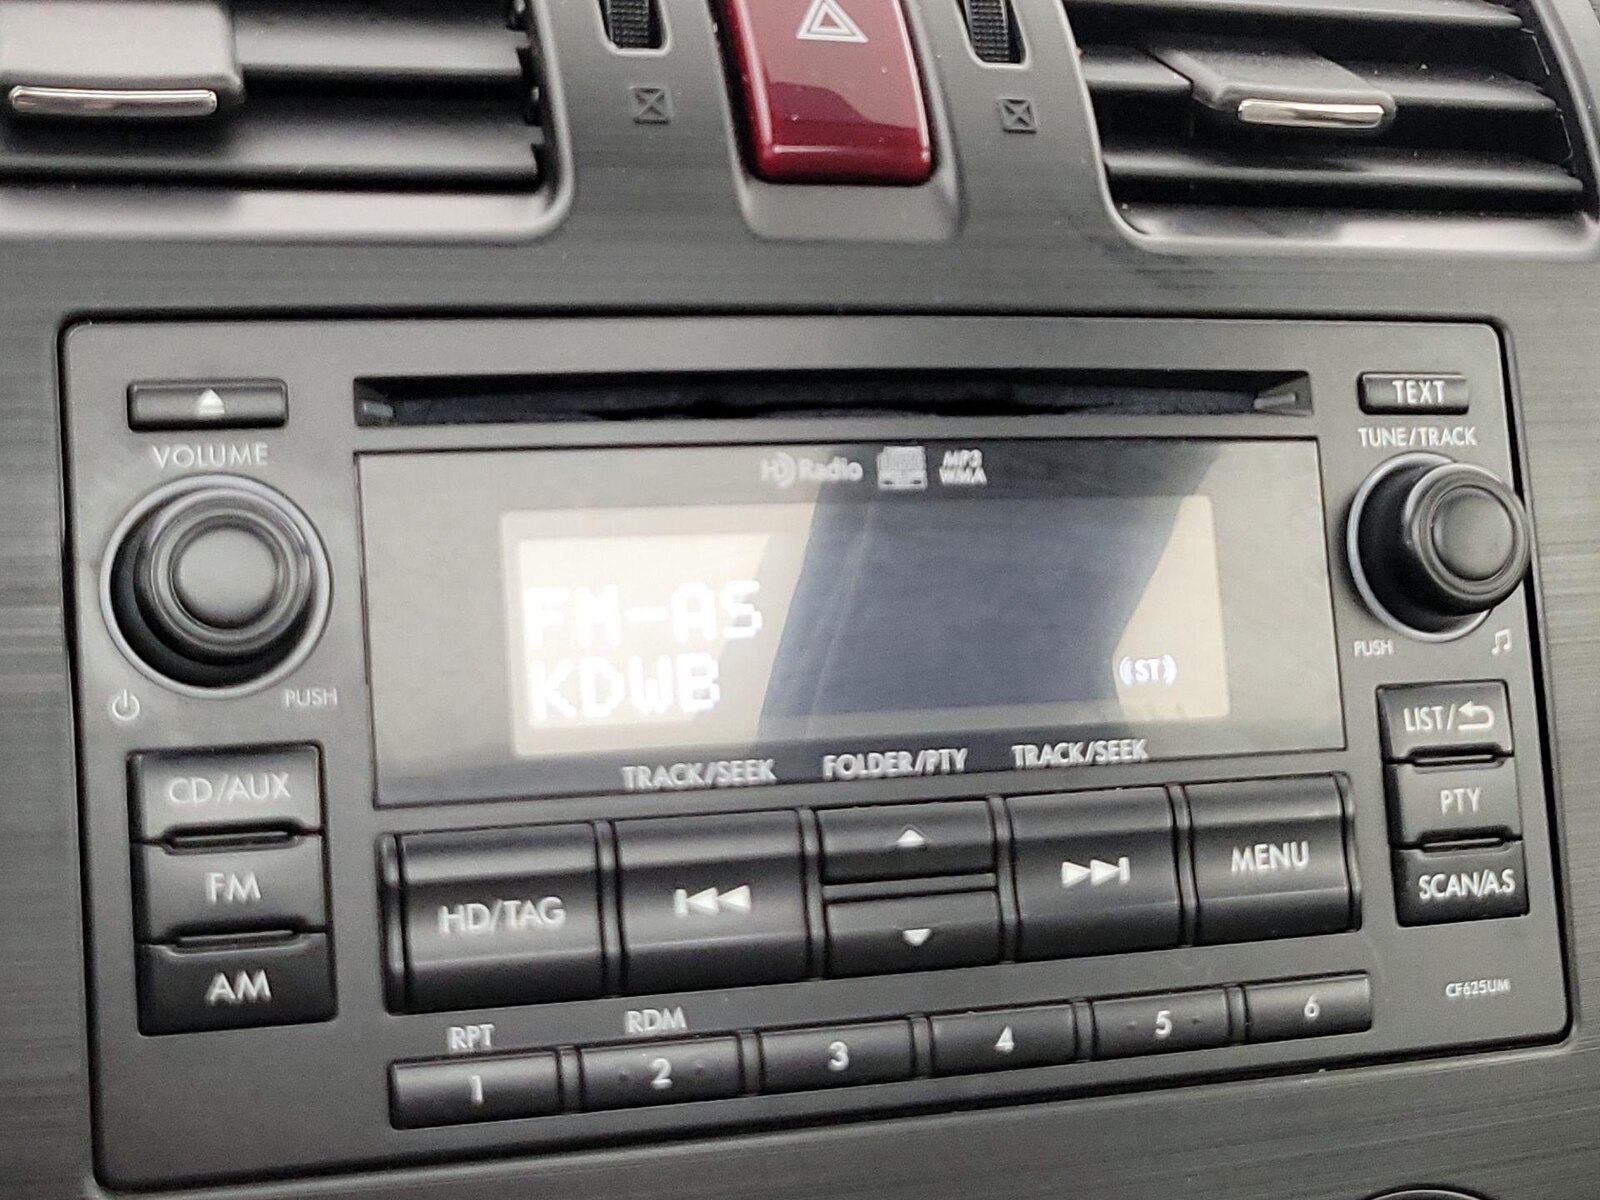 TEXT
VOLUME
TUNE/TRACK
HD Radio
MP3
WMA
FM-AS
KDWB
(ST)
PUSH
PUSH
LIST/
CD/AUX
TRACK/SEEK
FOLDER/PTY
TRACK/SEEK
PTY
FM
HD/TAG
MENU
SCAN/A.S
AM
CF625UM
RPT
RDM
1
2
3
4
5
6